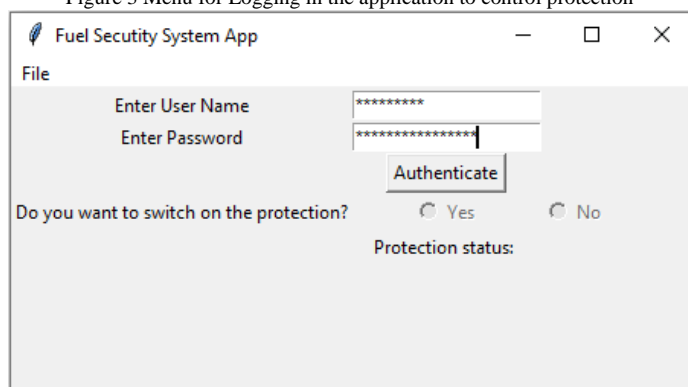 Figure 3 Menu for Logging in the application to control protection
Fuel Secutity System App
File
Enter User Name *********
Enter Password ****************
Authenticate
Do you want to switch on the protection? Yes No
Protection status: